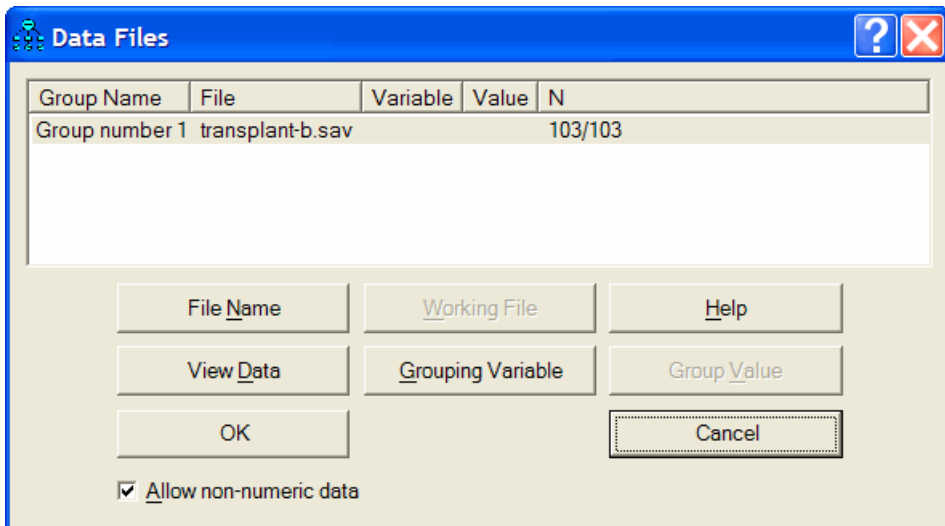 Data Files
Group Name File Variable Value N
Group number 1 transplant-b.sav 103/103
File Name Working File Help
View Data Grouping Variable Group Value
OK Cancel
Allow non-numeric data